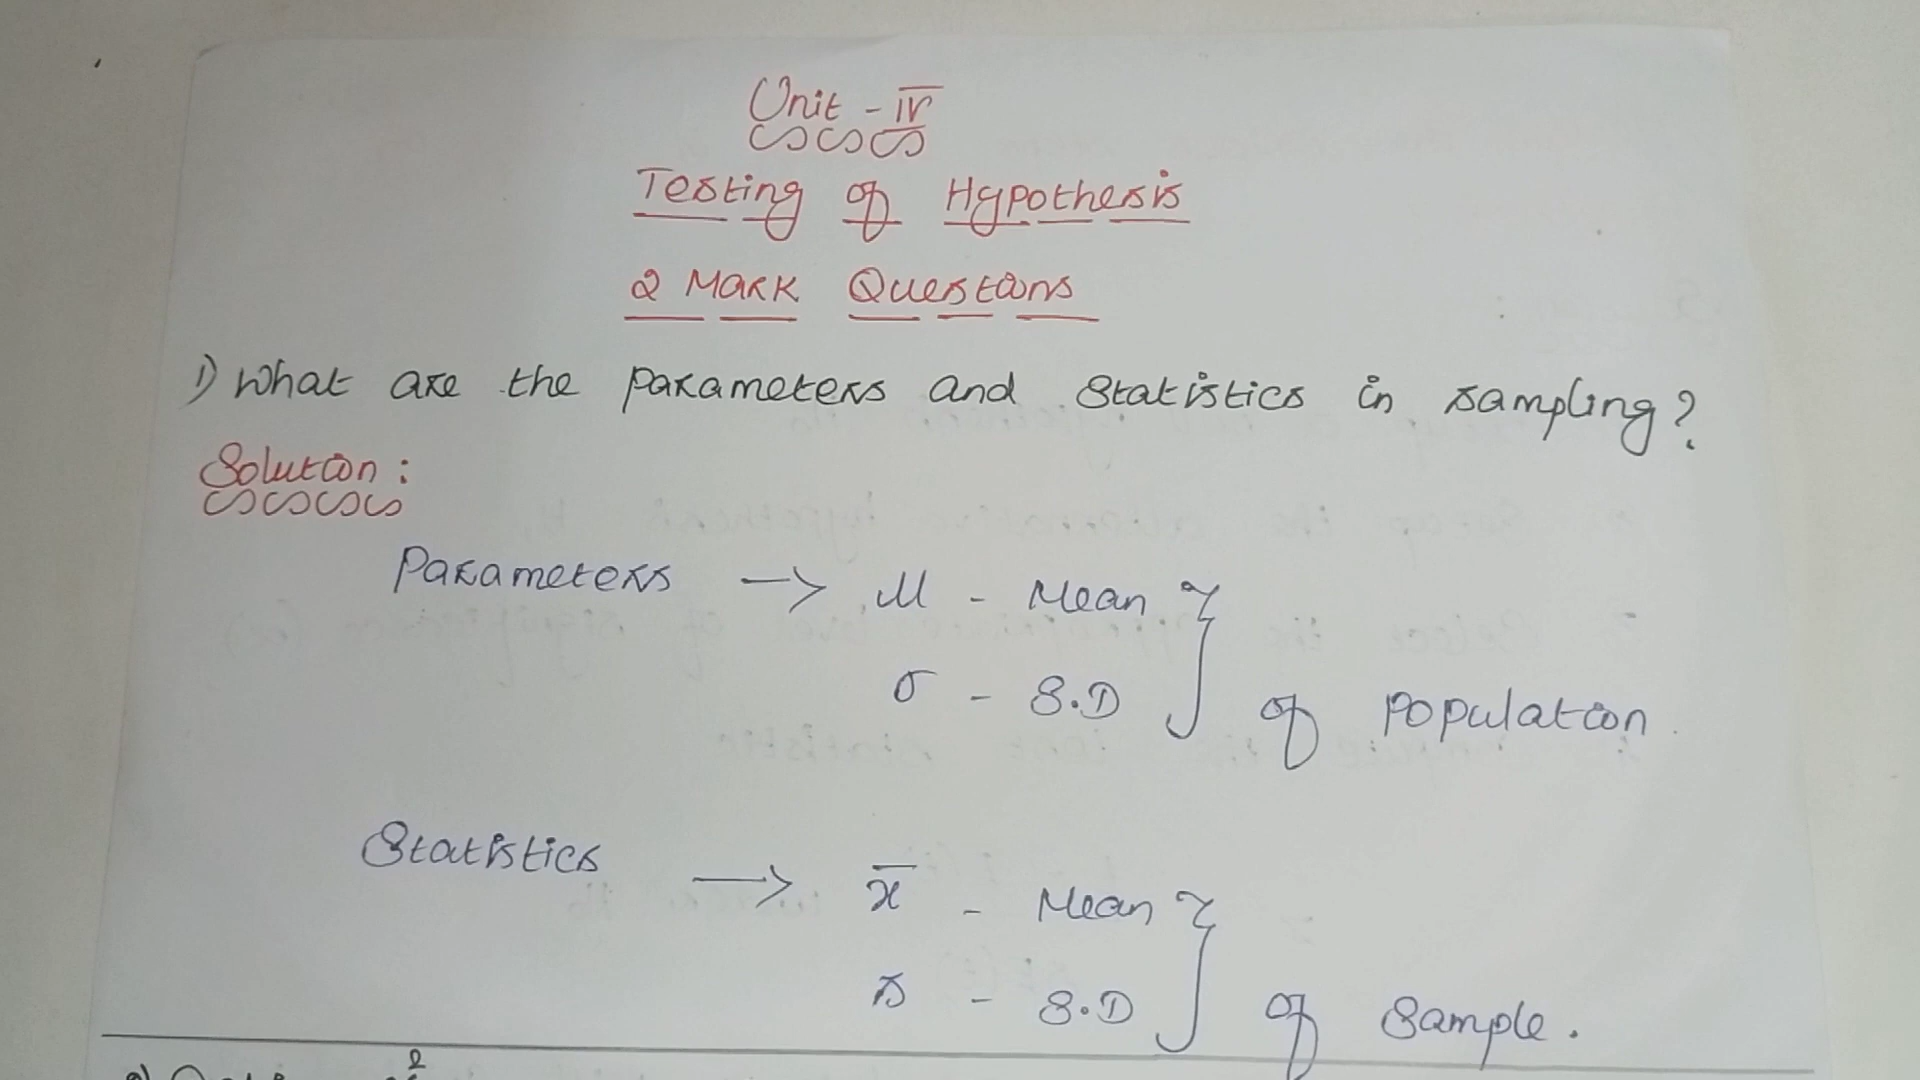 Unit - IV
Testing of Hypothesis
2 Mark Questions
1) What are the parameters and statistics in sampling?
Solution:
Parameters → μ - Mean }
σ - S.D } of Population.
Statistics → x̄ - Mean }
s - S.D } of Sample.